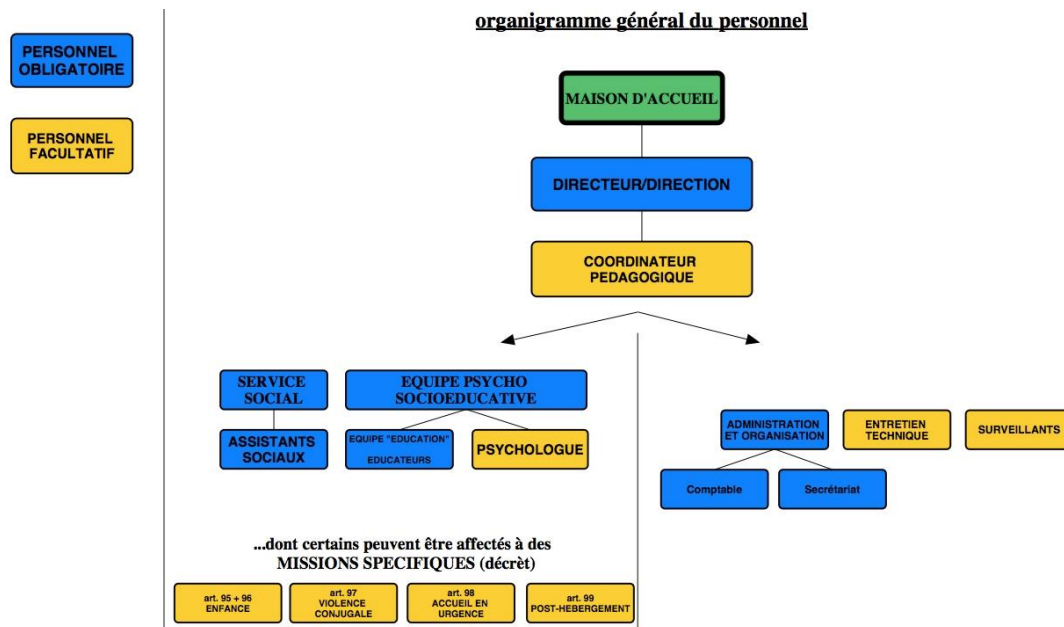 organigramme général du personnel
PERSONNEL
OBLIGATOIRE
PERSONNEL
FACULTATIF
MAISON D'ACCUEIL
DIRECTEUR/DIRECTION
COORDINATEUR
PEDAGOGIQUE
SERVICE
SOCIAL
EQUIPE PSYCHO
SOCIOEDUCATIVE
ASSISTANTS
SOCIAUX
EQUIPE "EDUCATION"
EDUCATEURS
PSYCHOLOGUE
ADMINISTRATION
ET ORGANISATION
ENTRETIEN
TECHNIQUE
SURVEILLANTS
Comptable
Secrétariat
...dont certains peuvent être affectés à des
MISSIONS SPECIFIQUES (décrèt)
art. 95 + 96
ENFANCE
art. 97
VIOLENCE
CONJUGALE
art. 98
ACCUEIL EN
URGENCE
art. 99
POST-HEBERGEMENT